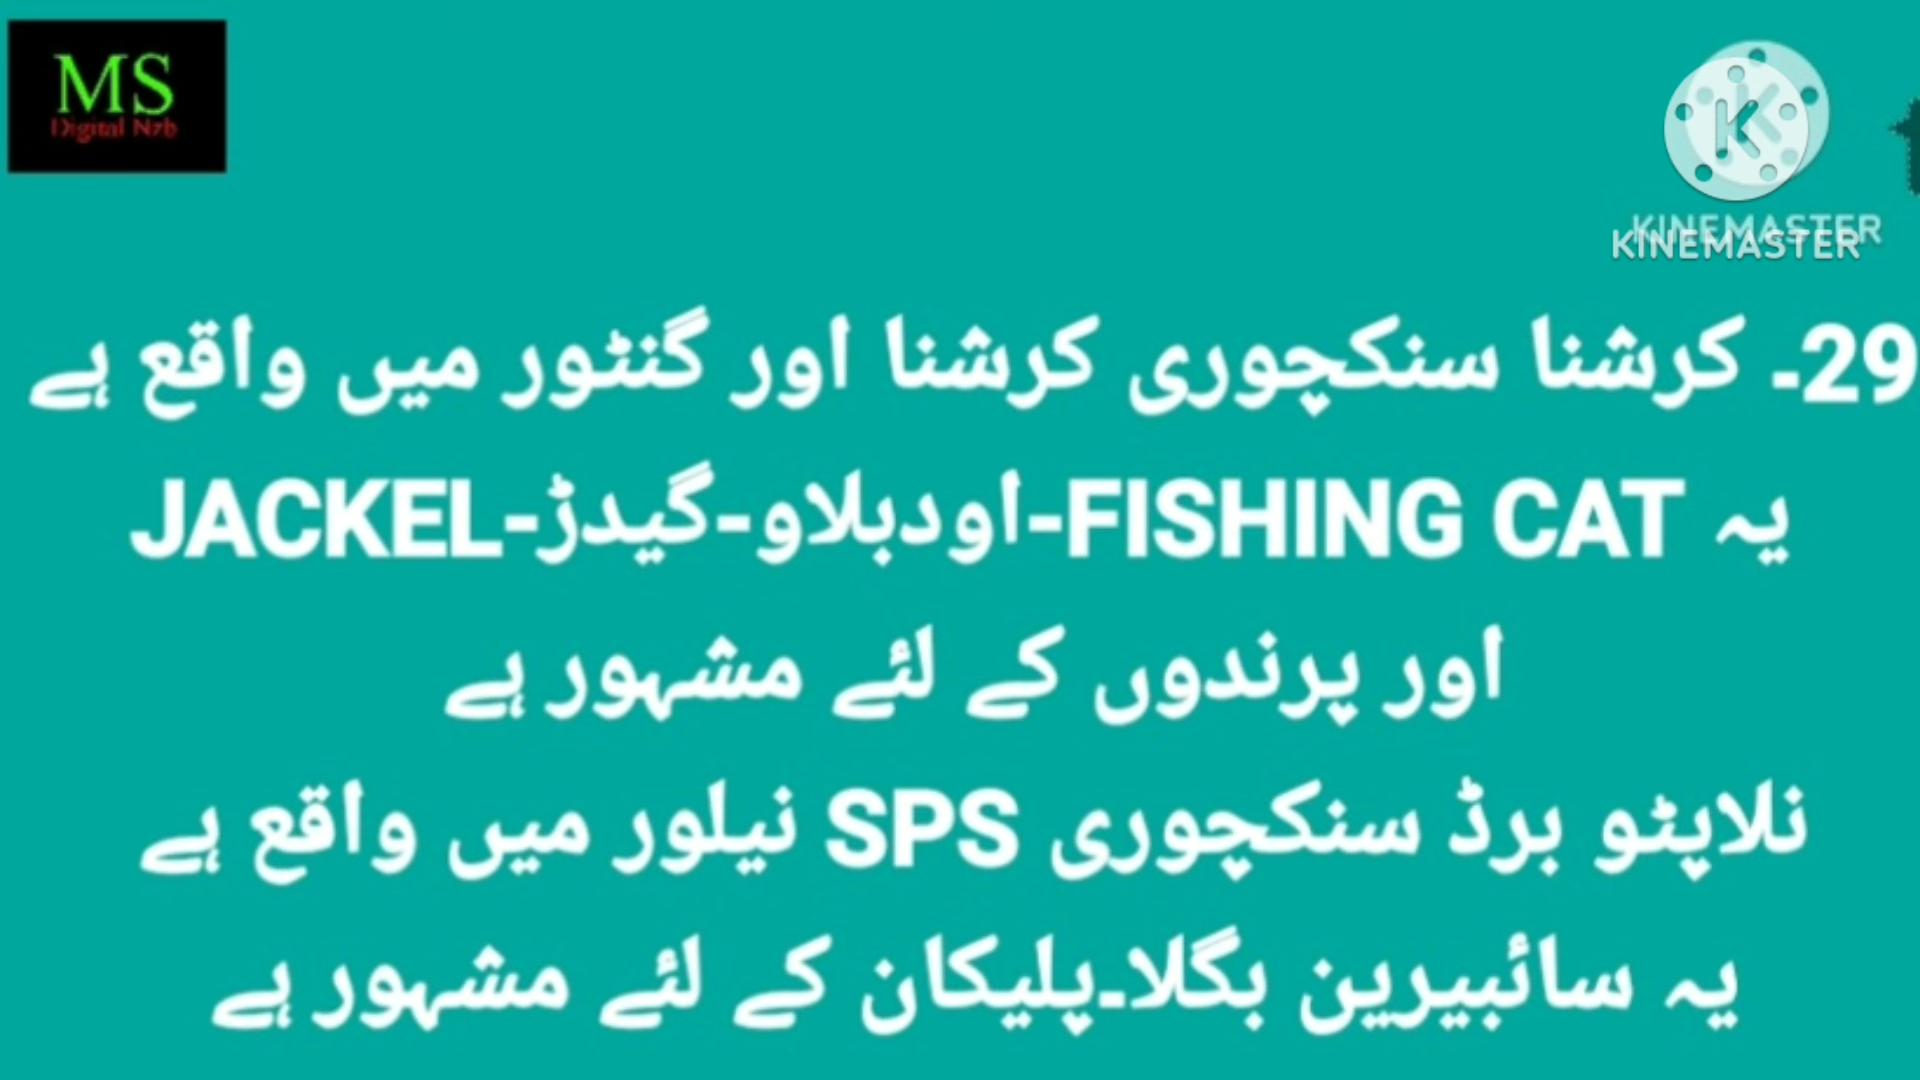 MS
Digital Nzb
KINEMASTER
KINEMASTER
29۔ کرشنا سنکچوری کرشنا اور گنٹور میں واقع ہے
یہ FISHING CAT-اودبلاو-گیدڑ-JACKEL
اور پرندوں کے لئے مشہور ہے
نلاپٹو برڈ سنکچوری SPS نیلور میں واقع ہے
یہ سائبیرین بگلا۔پلیکان کے لئے مشہور ہے